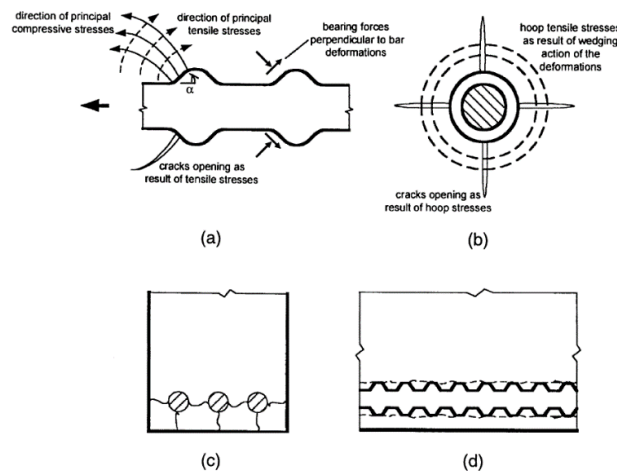 direction of principal
compressive stresses
direction of principal
tensile stresses
bearing forces
perpendicular to bar
deformations
α
cracks opening as
result of tensile stresses
(a)
hoop tensile stresses
as result of wedging
action of the
deformations
cracks opening as
result of hoop stresses
(b)
(c)
(d)